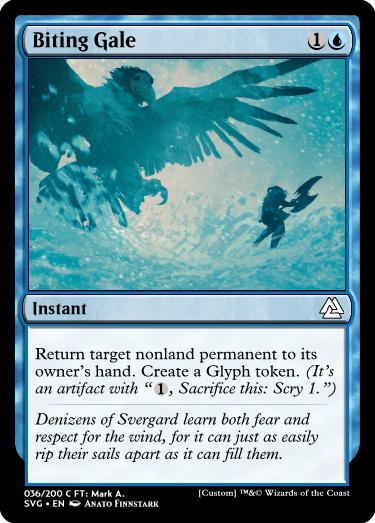 Biting Gale 1
Instant
Return target nonland permanent to its
owner's hand. Create a Glyph token. (It's
an artifact with “1, Sacrifice this: Scry 1.”)
Denizens of Svergard learn both fear and
respect for the wind, for it can just as easily
rip their sails apart as it can fill them.
036/200 C FT: Mark A. [Custom] ™&© Wizards of the Coast
SVG • EN Anato Finnstark